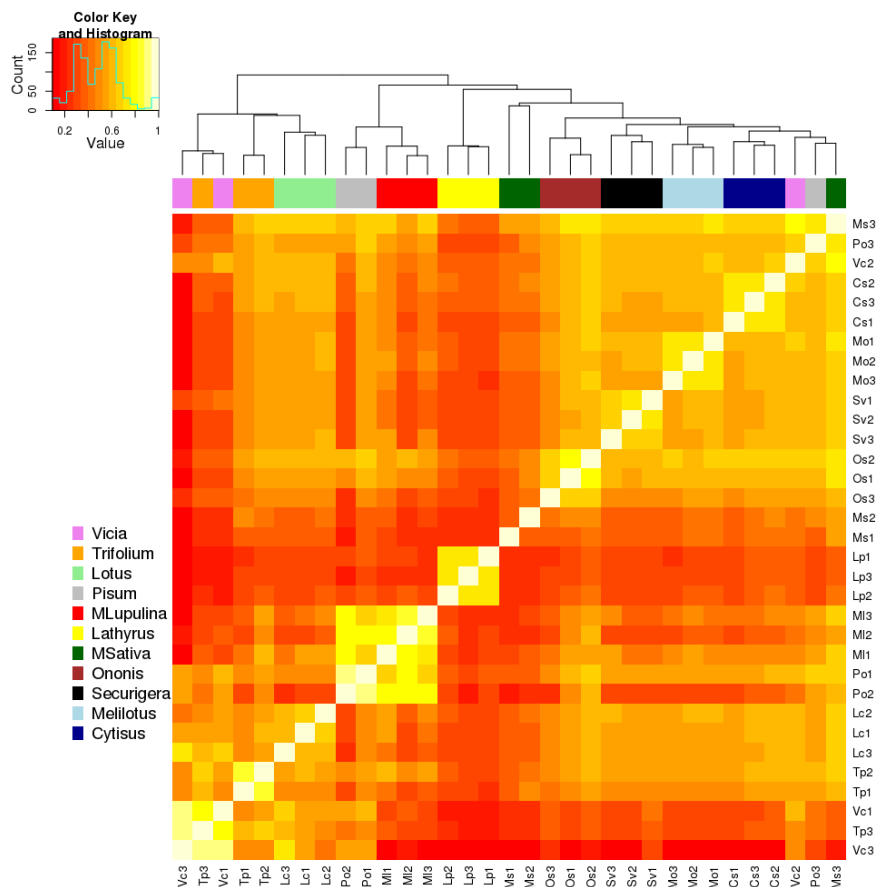 Color Key
and Histogram
Count
0
50
150
0.2
0.6
1
Value
Ms3
Po3
Vc2
Cs2
Cs3
Cs1
Mo1
Mo2
Mo3
Sv1
Sv2
Sv3
Os2
Os1
Os3
Ms2
Ms1
Lp1
Lp3
Lp2
Ml3
Ml2
Ml1
Po1
Po2
Lc2
Lc1
Lc3
Tp2
Tp1
Vc1
Tp3
Vc3
Vicia
Trifolium
Lotus
Pisum
MLupulina
Lathyrus
MSativa
Ononis
Securigera
Melilotus
Cytisus
Vc3 Tp3 Vc1 Tp1 Tp2 Lc3 Lc1 Lc2 Po2 Po1 Ml1 Ml2 Ml3 Lp2 Lp3 Lp1 Ms1 Ms2 Os3 Os1 Os2 Sv3 Sv2 Sv1 Mo3 Mo2 Mo1 Cs1 Cs3 Cs2 Vc2 Po3 Ms3